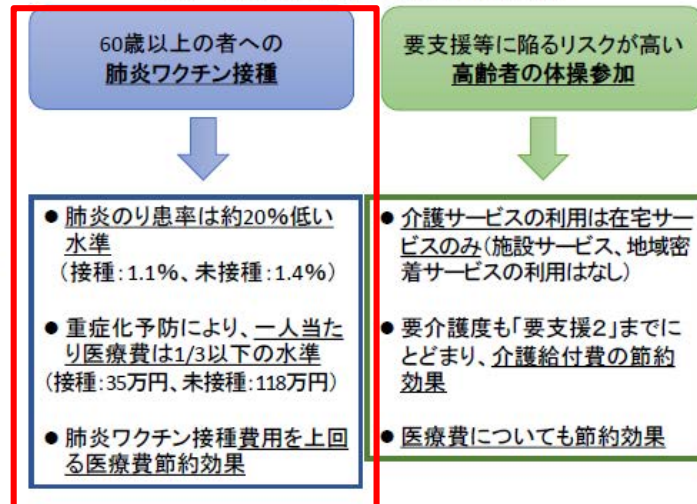 60歳以上の者への
肺炎ワクチン接種
● 肺炎のり患率は約20%低い
水準
(接種:1.1%、未接種:1.4%)
● 重症化予防により、一人当た
り医療費は1/3以下の水準
(接種:35万円、未接種:118万円)
● 肺炎ワクチン接種費用を上回
る医療費節約効果
要支援等に陥るリスクが高い
高齢者の体操参加
● 介護サービスの利用は在宅サー
ビスのみ(施設サービス、地域密
着サービスの利用はなし)
● 要介護度も「要支援2」までに
とどまり、介護給付費の節約
効果
● 医療費についても節約効果